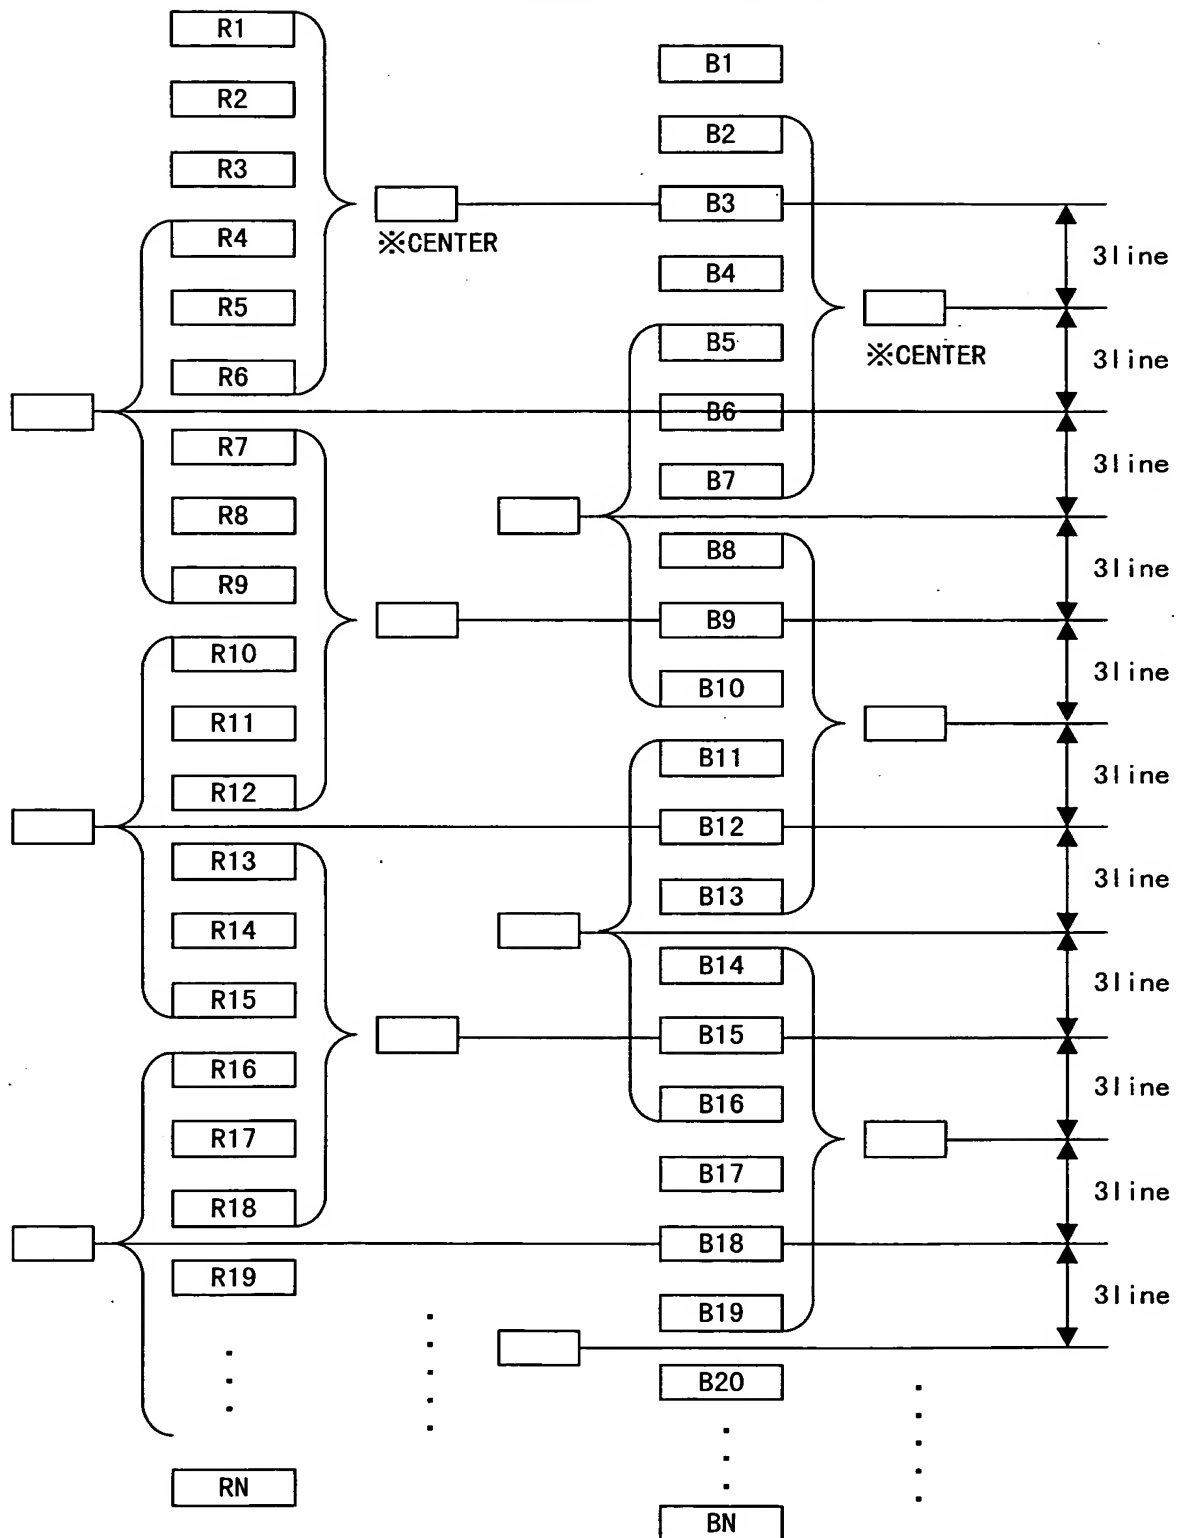 R1
B1
R2
B2
R3
B3
※CENTER
R4
3line
B4
R5
B5
※CENTER
3line
R6
B6
R7
3line
B7
R8
B8
3line
R9
B9
R10
3line
B10
R11
B11
3line
R12
B12
R13
3line
B13
R14
B14
3line
R15
B15
R16
3line
B16
R17
B17
3line
R18
B18
R19
3line
B19
B20
RN
BN